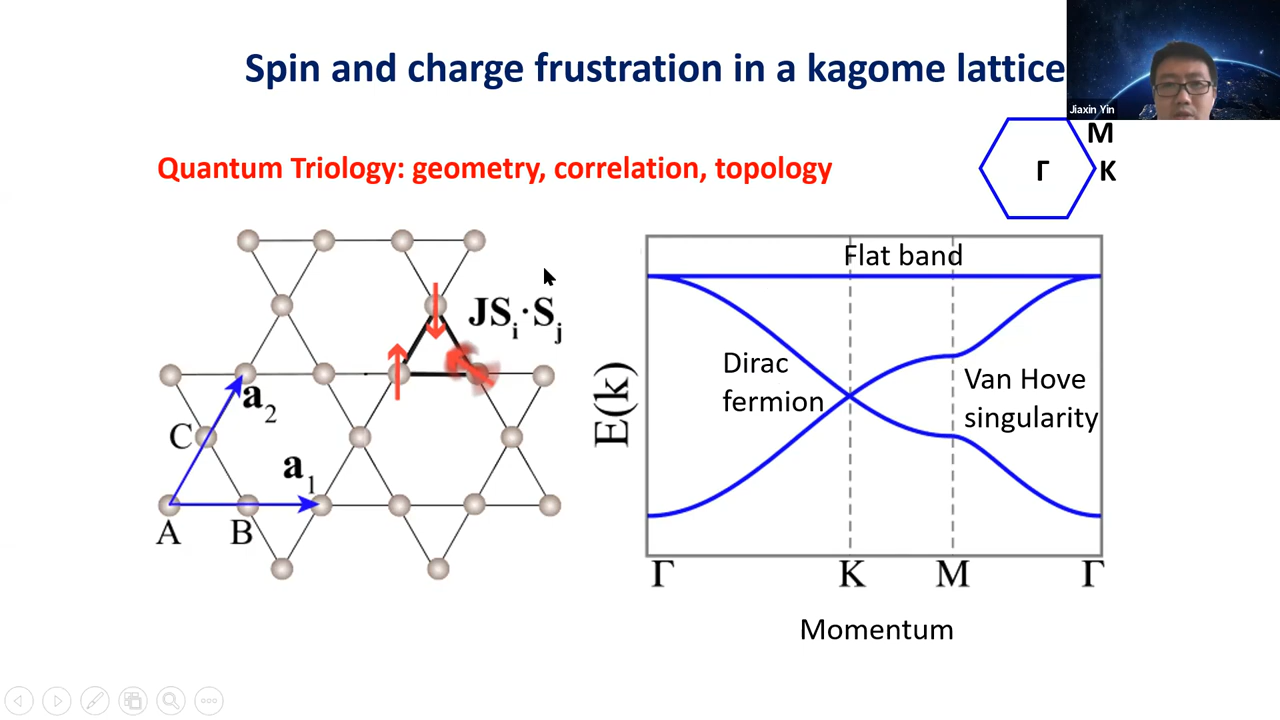 Spin and charge frustration in a kagome lattice
Jiaxin Yin
Quantum Triology: geometry, correlation, topology
M
Γ
K
JSi·Sj
a2
C
a1
A
B
Flat band
Dirac
fermion
Van Hove
singularity
E(k)
Γ
K
M
Γ
Momentum